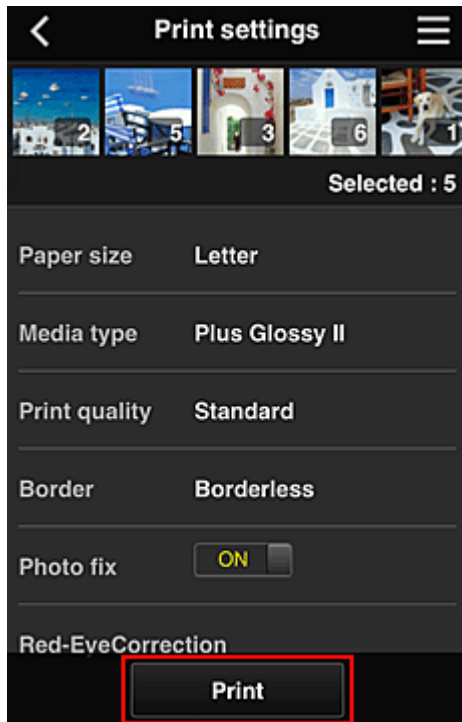 Print settings
2 5 3 6 1
Selected : 5
Paper size Letter
Media type Plus Glossy II
Print quality Standard
Border Borderless
Photo fix ON
Red-EyeCorrection
Print